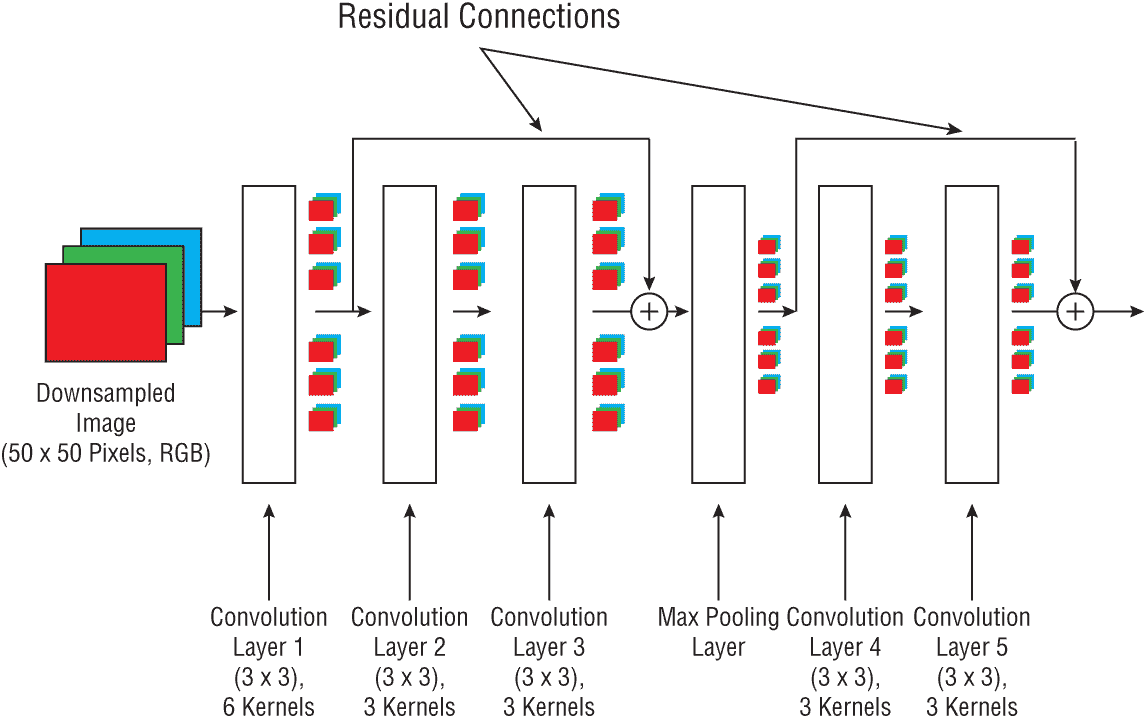 Residual Connections
Downsampled
Image
(50 x 50 Pixels, RGB)
+
+
Convolution
Layer 1
(3 x 3),
6 Kernels
Convolution
Layer 2
(3 x 3),
3 Kernels
Convolution
Layer 3
(3 x 3),
3 Kernels
Max Pooling
Layer
Convolution
Layer 4
(3 x 3),
3 Kernels
Convolution
Layer 5
(3 x 3),
3 Kernels